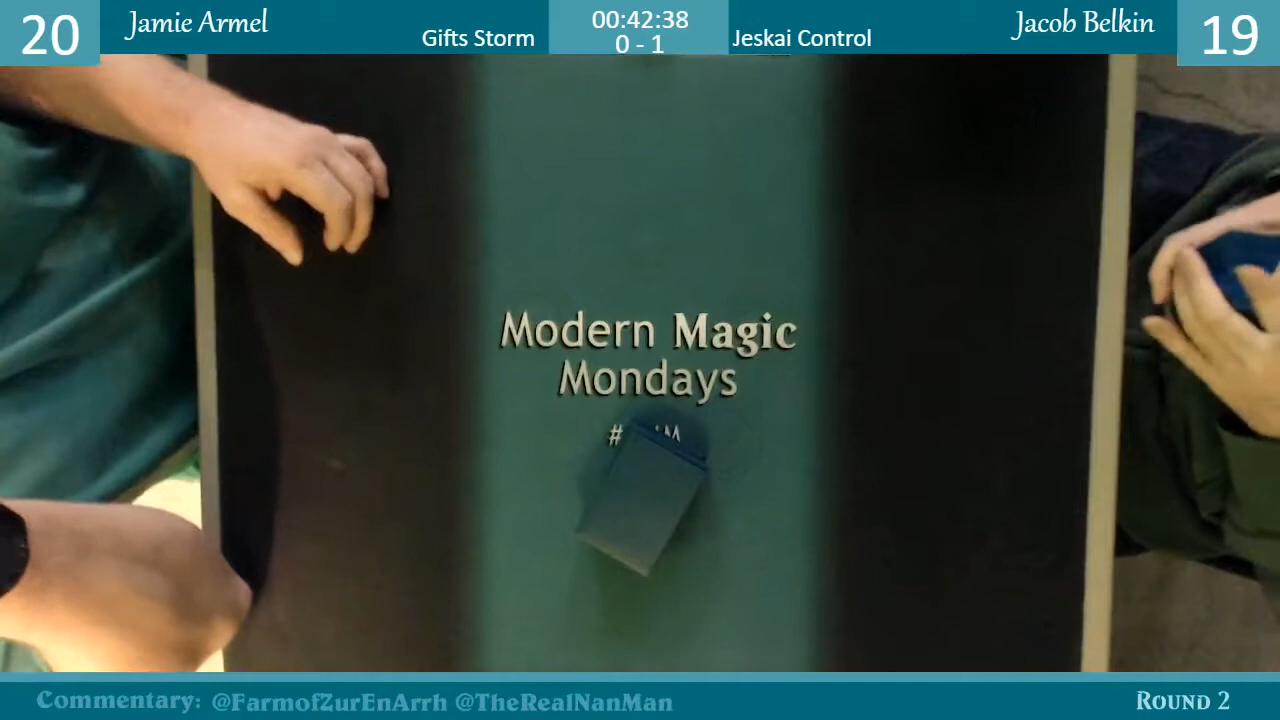 20
Jamie Armel
Gifts Storm
00:42:38
0 - 1
Jeskai Control
Jacob Belkin
19
Modern Magic
Mondays
#
Commentary: @FarmofZurEnArrh @TheRealNanMan
Round 2